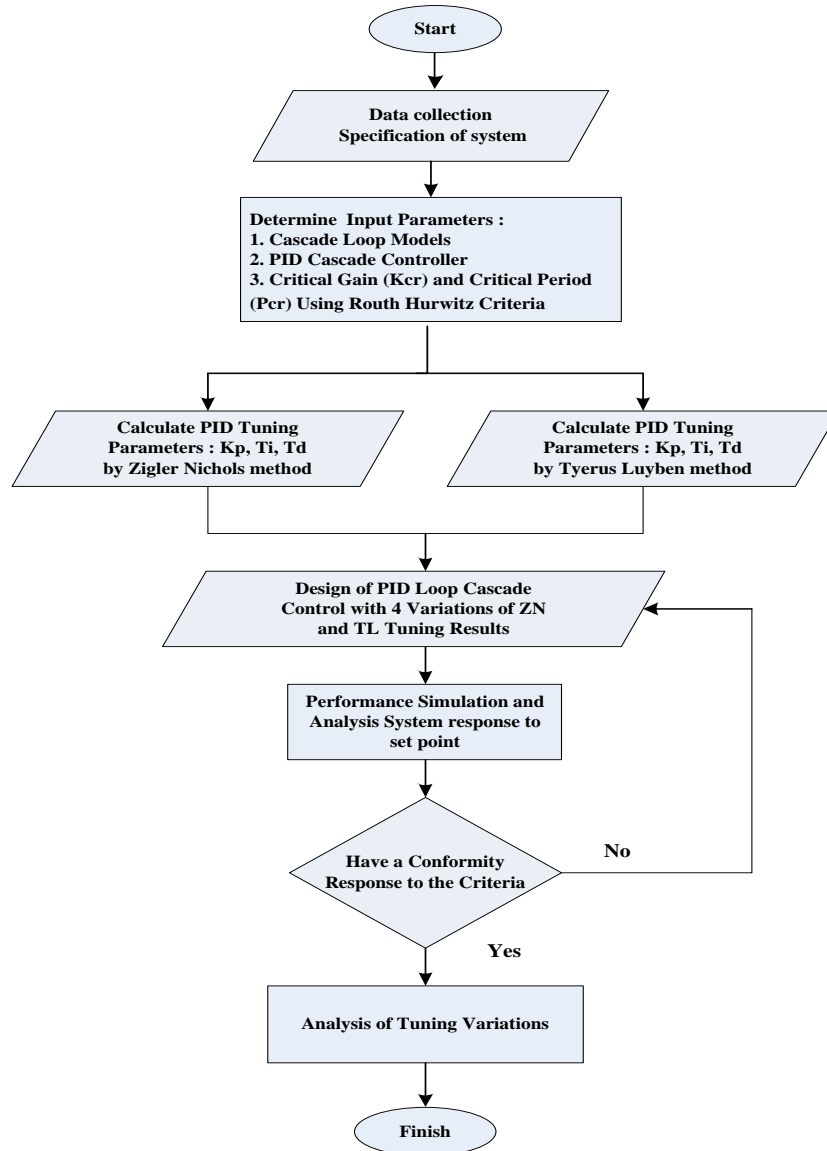 Start
Data collection
Specification of system
Determine Input Parameters :
1. Cascade Loop Models
2. PID Cascade Controller
3. Critical Gain (Kcr) and Critical Period
(Pcr) Using Routh Hurwitz Criteria
Calculate PID Tuning
Parameters : Kp, Ti, Td
by Zigler Nichols method
Calculate PID Tuning
Parameters : Kp, Ti, Td
by Tyerus Luyben method
Design of PID Loop Cascade
Control with 4 Variations of ZN
and TL Tuning Results
Performance Simulation and
Analysis System response to
set point
Have a Conformity
Response to the Criteria
No
Yes
Analysis of Tuning Variations
Finish